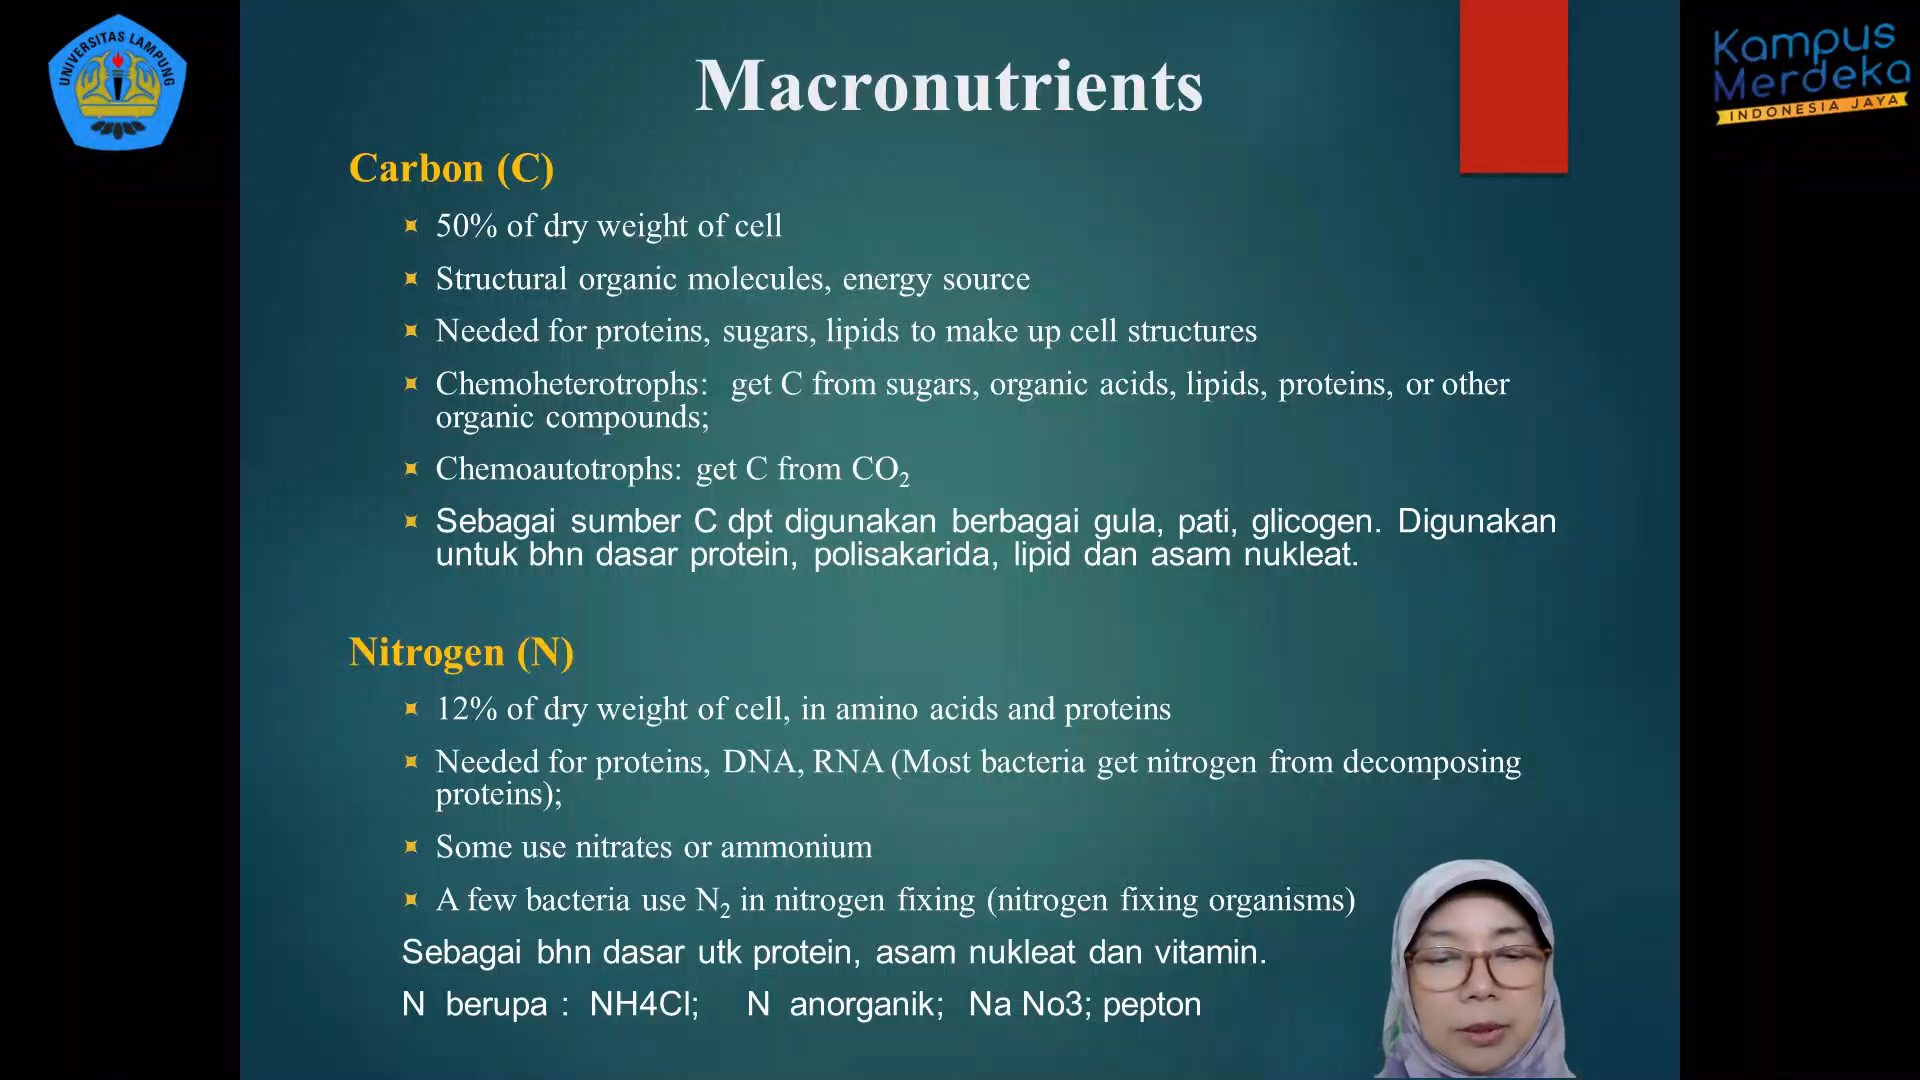 UNIVERSITAS LAMPUNG
Kampus
Merdeka
INDONESIA JAYA
Macronutrients
Carbon (C)
50% of dry weight of cell
Structural organic molecules, energy source
Needed for proteins, sugars, lipids to make up cell structures
Chemoheterotrophs: get C from sugars, organic acids, lipids, proteins, or other
organic compounds;
Chemoautotrophs: get C from CO₂
Sebagai sumber C dpt digunakan berbagai gula, pati, glicogen. Digunakan
untuk bhn dasar protein, polisakarida, lipid dan asam nukleat.
Nitrogen (N)
12% of dry weight of cell, in amino acids and proteins
Needed for proteins, DNA, RNA (Most bacteria get nitrogen from decomposing
proteins);
Some use nitrates or ammonium
A few bacteria use N₂ in nitrogen fixing (nitrogen fixing organisms)
Sebagai bhn dasar utk protein, asam nukleat dan vitamin.
N berupa : NH4Cl; N anorganik; Na No3; pepton